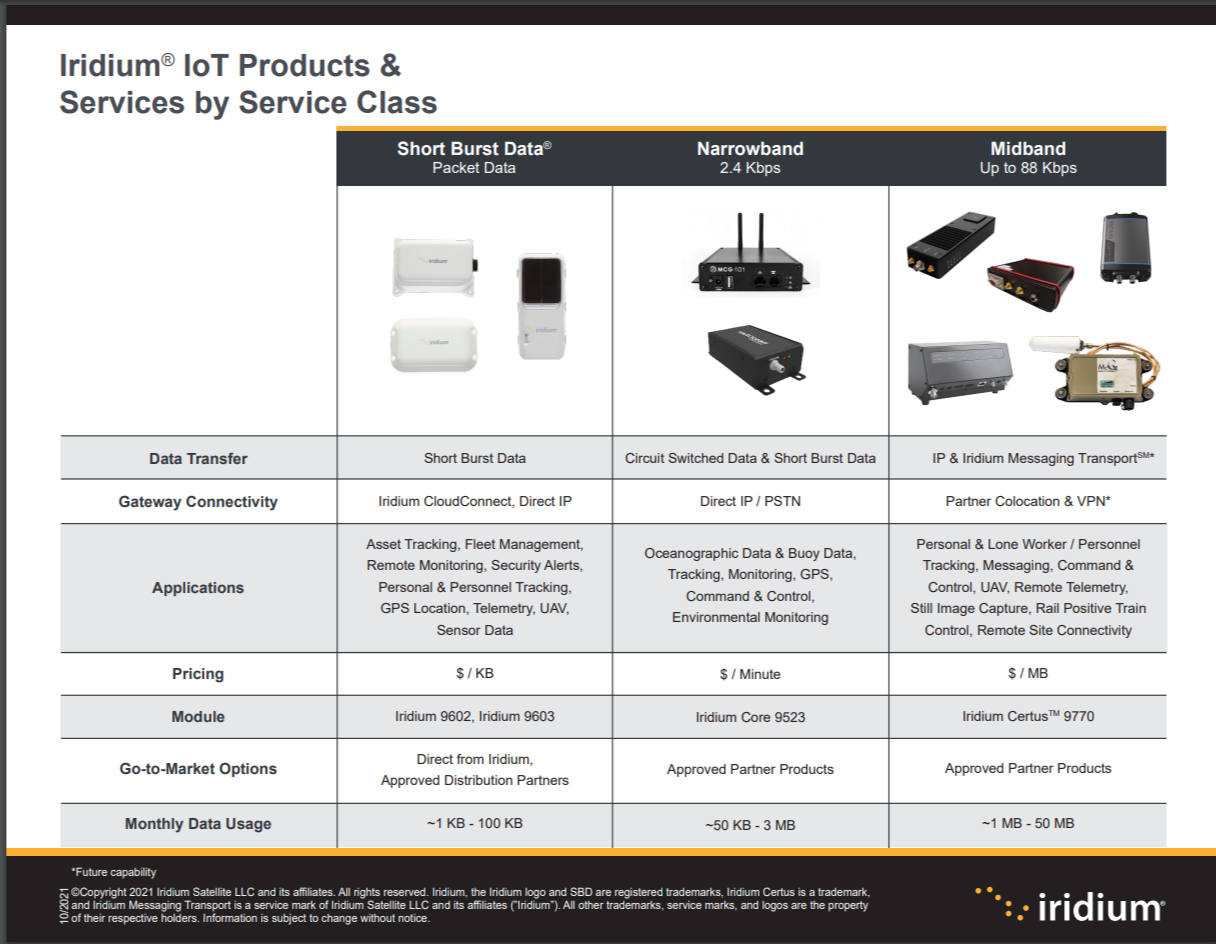 Iridium® IoT Products &
Services by Service Class
Short Burst Data®
Packet Data
Narrowband
2.4 Kbps
Midband
Up to 88 Kbps
iridium
iridium
iridium
MCG-101
Data Transfer
Short Burst Data
Circuit Switched Data & Short Burst Data
IP & Iridium Messaging Transport℠*
Gateway Connectivity
Iridium CloudConnect, Direct IP
Direct IP / PSTN
Partner Colocation & VPN*
Applications
Asset Tracking, Fleet Management,
Remote Monitoring, Security Alerts,
Personal & Personnel Tracking,
GPS Location, Telemetry, UAV,
Sensor Data
Oceanographic Data & Buoy Data,
Tracking, Monitoring, GPS,
Command & Control,
Environmental Monitoring
Personal & Lone Worker / Personnel
Tracking, Messaging, Command &
Control, UAV, Remote Telemetry,
Still Image Capture, Rail Positive Train
Control, Remote Site Connectivity
Pricing
$ / KB
$ / Minute
$ / MB
Module
Iridium 9602, Iridium 9603
Iridium Core 9523
Iridium Certus™ 9770
Go-to-Market Options
Direct from Iridium,
Approved Distribution Partners
Approved Partner Products
Approved Partner Products
Monthly Data Usage
~1 KB - 100 KB
~50 KB - 3 MB
~1 MB - 50 MB
*Future capability
10/2021
©Copyright 2021 Iridium Satellite LLC and its affiliates. All rights reserved. Iridium, the Iridium logo and SBD are registered trademarks, Iridium Certus is a trademark,
and Iridium Messaging Transport is a service mark of Iridium Satellite LLC and its affiliates ("Iridium"). All other trademarks, service marks, and logos are the property
of their respective holders. Information is subject to change without notice.
iridium®